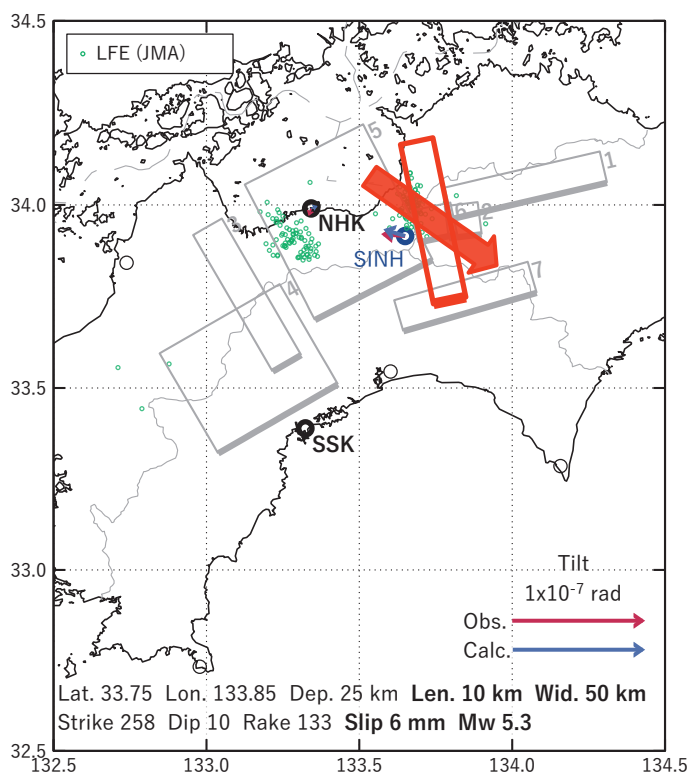 34.5
LFE (JMA)
5
1
34.0
NHK
6
2
3
SINH
7
4
33.5
SSK
33.0
Tilt
1x10⁻⁷ rad
Obs.
Calc.
Lat. 33.75 Lon. 133.85 Dep. 25 km Len. 10 km Wid. 50 km
Strike 258 Dip 10 Rake 133 Slip 6 mm Mw 5.3
32.5
132.5 133.0 133.5 134.0 134.5